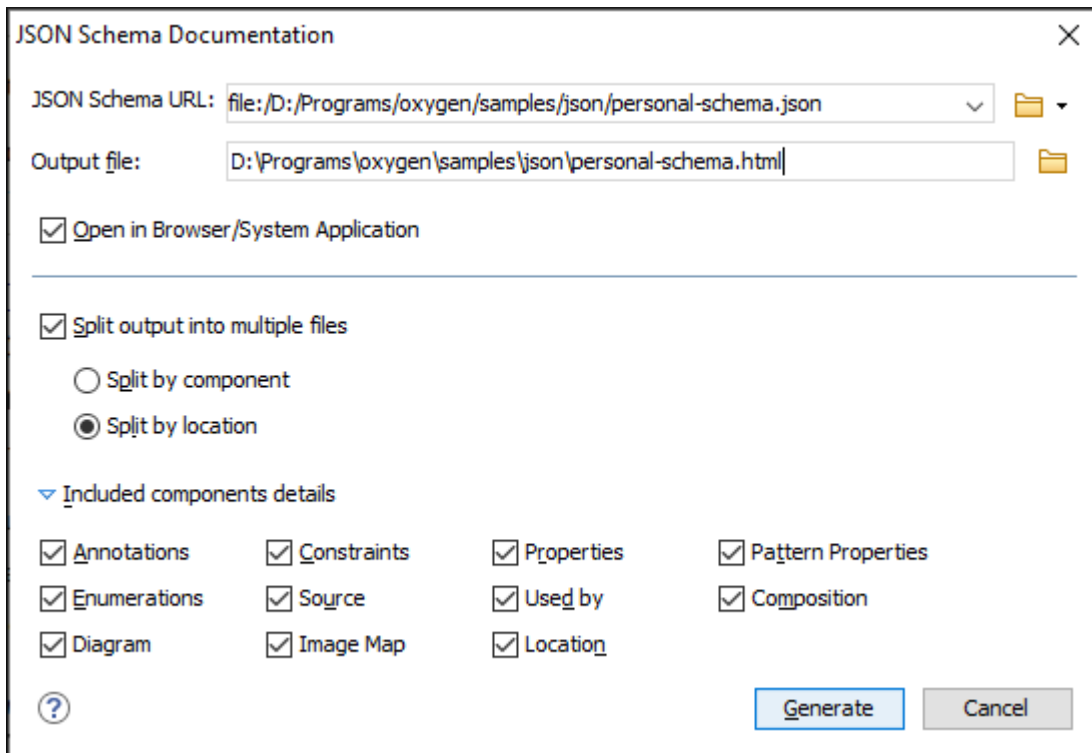 JSON Schema Documentation
JSON Schema URL: file:/D:/Programs/oxygen/samples/json/personal-schema.json
Output file: D:\Programs\oxygen\samples\json\personal-schema.html
Open in Browser/System Application
Split output into multiple files
Split by component
Split by location
Included components details
Annotations Constraints Properties Pattern Properties
Enumerations Source Used by Composition
Diagram Image Map Location
? Generate Cancel